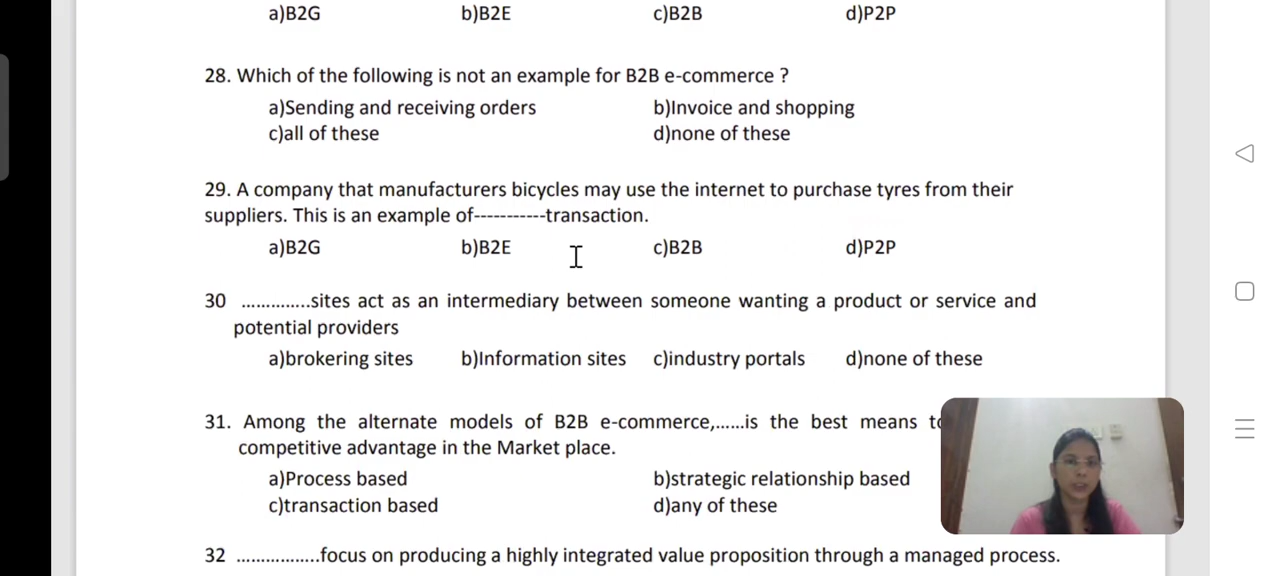 a)B2G b)B2E c)B2B d)P2P
28. Which of the following is not an example for B2B e-commerce ?
a)Sending and receiving orders b)Invoice and shopping
c)all of these d)none of these
29. A company that manufacturers bicycles may use the internet to purchase tyres from their
suppliers. This is an example of-----------transaction.
a)B2G b)B2E c)B2B d)P2P
30 ..............sites act as an intermediary between someone wanting a product or service and
potential providers
a)brokering sites b)Information sites c)industry portals d)none of these
31. Among the alternate models of B2B e-commerce,......is the best means
competitive advantage in the Market place.
a)Process based b)strategic relationship based
c)transaction based d)any of these
32 .................focus on producing a highly integrated value proposition through a managed process.